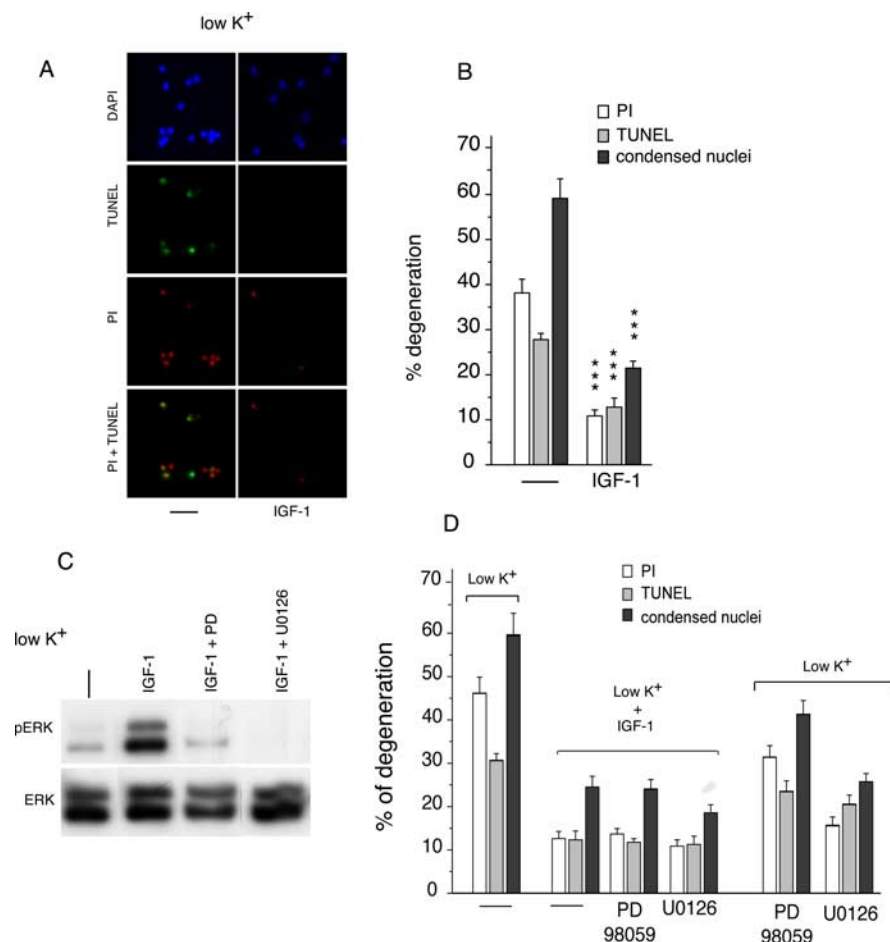 low K+
A
DAPI
TUNEL
PI
PI + TUNEL
IGF-1
B
PI
TUNEL
condensed nuclei
% degeneration
70
60
50
40
30
20
10
0
***
***
***
IGF-1
C
low K+
IGF-1
IGF-1 + PD
IGF-1 + U0126
pERK
ERK
D
PI
TUNEL
condensed nuclei
% of degeneration
70
60
50
40
30
20
10
0
Low K+
Low K+
+
IGF-1
Low K+
PD
98059
U0126
PD
98059
U0126